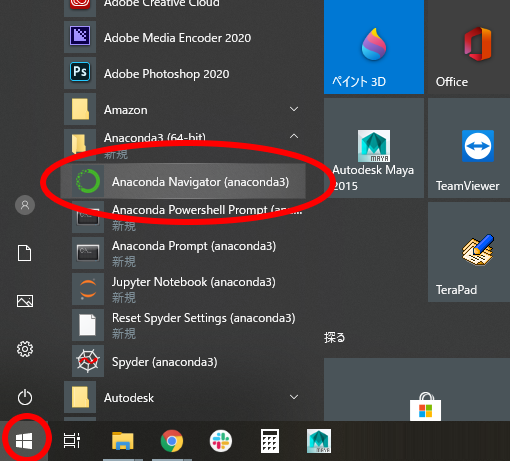 Adobe Creative Cloud
Adobe Media Encoder 2020
Ps
Adobe Photoshop 2020
Amazon
Anaconda3 (64-bit)
新規
Anaconda Navigator (anaconda3)
Anaconda Powershell Prompt (ana...
新規
Anaconda Prompt (anaconda3)
新規
Jupyter Notebook (anaconda3)
新規
Reset Spyder Settings (anaconda3)
新規
Spyder (anaconda3)
Autodesk
ペイント 3D
Office
MAYA
Autodesk Maya
2015
TeamViewer
TeraPad
探る
MAYA